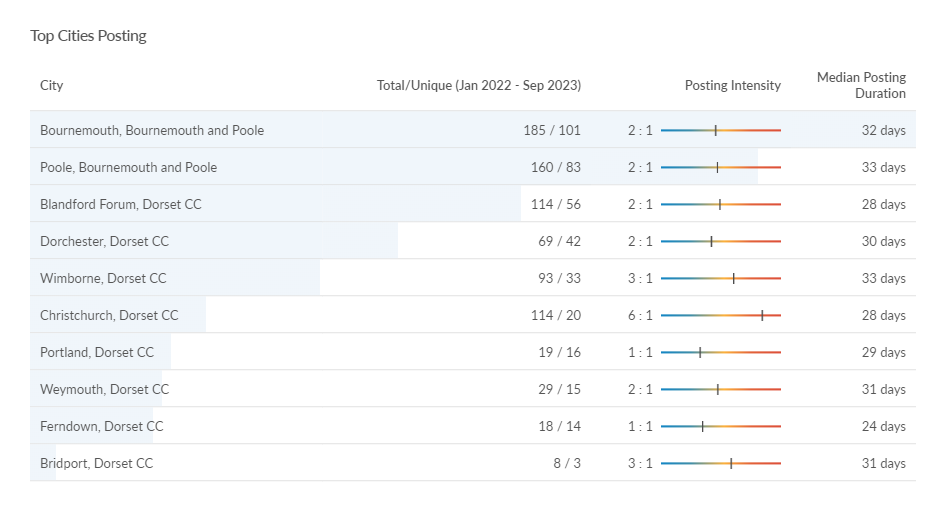 Top Cities Posting
City Total/Unique (Jan 2022 - Sep 2023) Posting Intensity Median Posting Duration
Bournemouth, Bournemouth and Poole 185 / 101 2 : 1 32 days
Poole, Bournemouth and Poole 160 / 83 2 : 1 33 days
Blandford Forum, Dorset CC 114 / 56 2 : 1 28 days
Dorchester, Dorset CC 69 / 42 2 : 1 30 days
Wimborne, Dorset CC 93 / 33 3 : 1 33 days
Christchurch, Dorset CC 114 / 20 6 : 1 28 days
Portland, Dorset CC 19 / 16 1 : 1 29 days
Weymouth, Dorset CC 29 / 15 2 : 1 31 days
Ferndown, Dorset CC 18 / 14 1 : 1 24 days
Bridport, Dorset CC 8 / 3 3 : 1 31 days